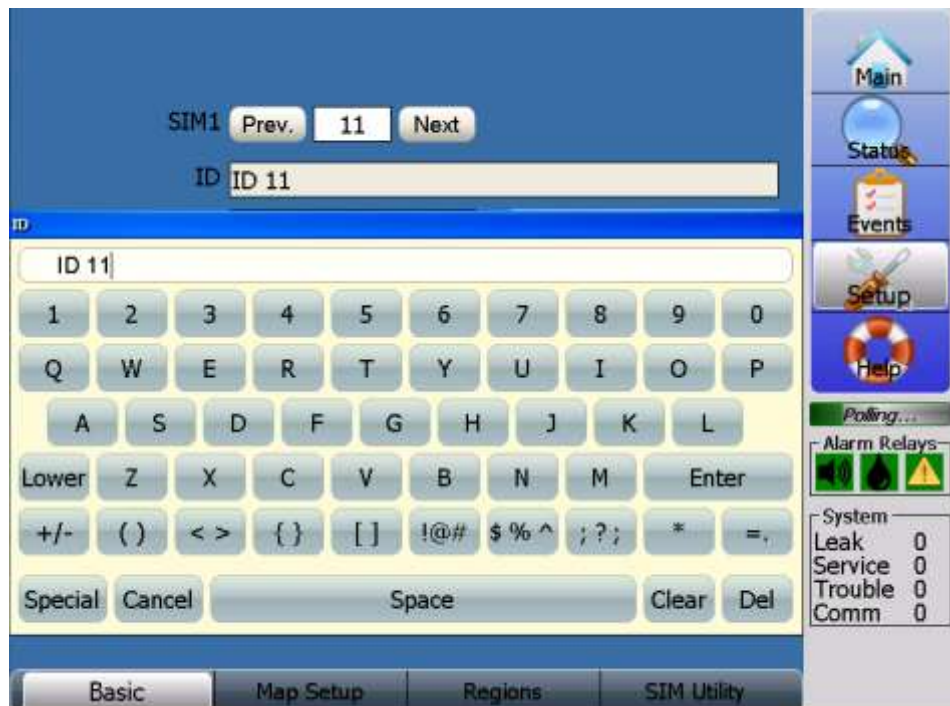 SIM1 Prev. 11 Next
ID ID 11
ID
ID 11
1 2 3 4 5 6 7 8 9 0
Q W E R T Y U I O P
A S D F G H J K L
Lower Z X C V B N M Enter
+/- ( ) < > { } [ ] !@# $ % ^ ; ? ; * =.
Special Cancel Space Clear Del
Basic Map Setup Regions SIM Utility
Main
Status
Events
Setup
Help
Polling...
Alarm Relays
System
Leak 0
Service 0
Trouble 0
Comm 0